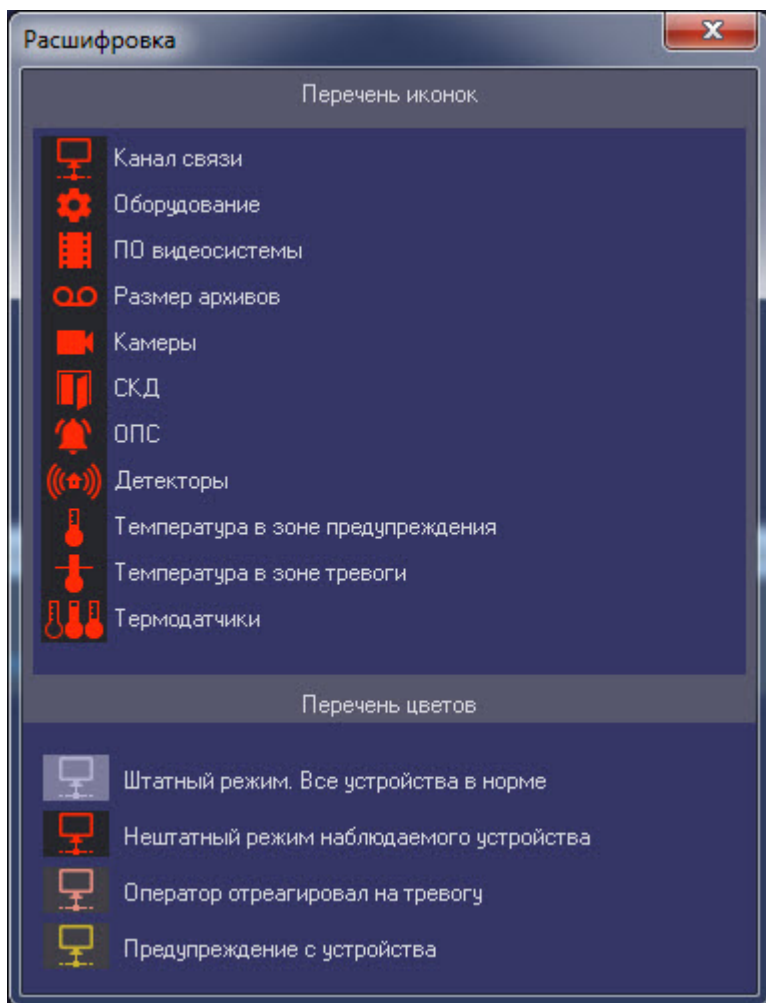 Расшифровка
Перечень иконок
Канал связи
Оборудование
ПО видеосистемы
Размер архивов
Камеры
СКД
ОПС
Детекторы
Температура в зоне предупреждения
Температура в зоне тревоги
Термодатчики
Перечень цветов
Штатный режим. Все устройства в норме
Нештатный режим наблюдаемого устройства
Оператор отреагировал на тревогу
Предупреждение с устройства